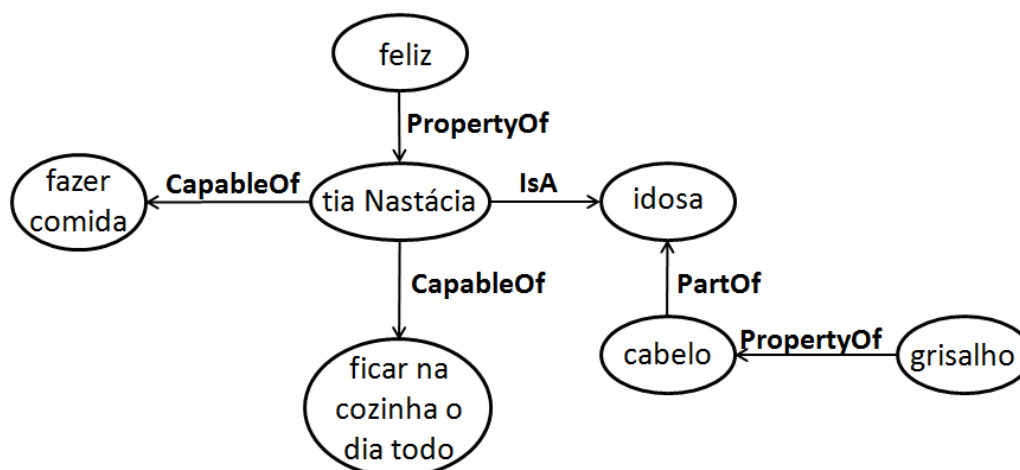 feliz
PropertyOf
fazer
comida
CapableOf
tia Nastácia
IsA
idosa
CapableOf
PartOf
ficar na
cozinha o
dia todo
cabelo
PropertyOf
grisalho